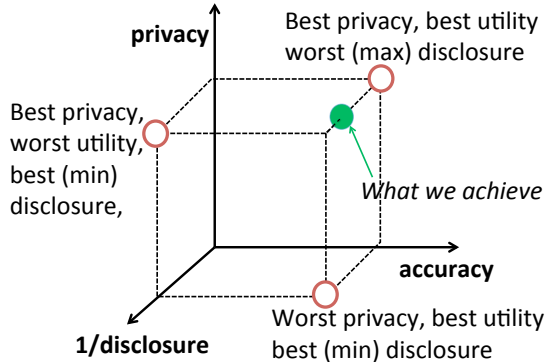 privacy
Best privacy, best utility
worst (max) disclosure
Best privacy,
worst utility,
best (min)
disclosure,
What we achieve
accuracy
1/disclosure
Worst privacy, best utility
best (min) disclosure